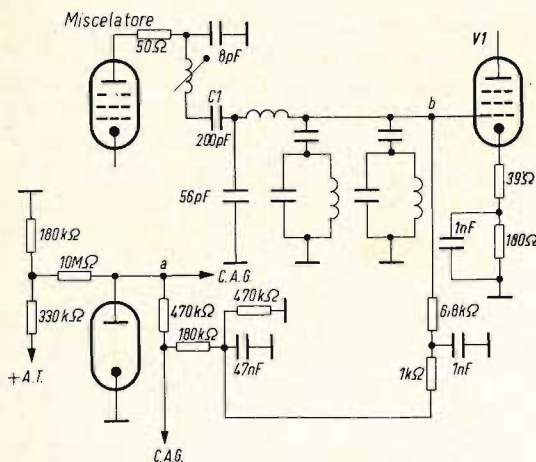 Miscelatore
50Ω
8pF
V1
C1
200pF
b
56pF
39Ω
1nF
180Ω
180kΩ
10MΩ
a
C.A.G.
470kΩ
470kΩ
6,8kΩ
330kΩ
180kΩ
47nF
1nF
1kΩ
+A.T.
C.A.G.